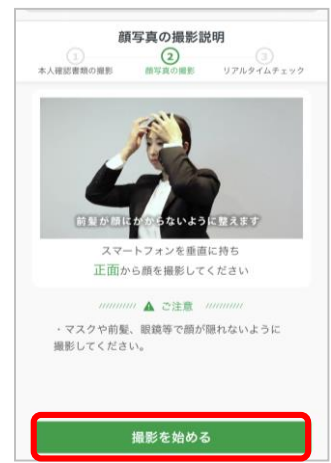 顔写真の撮影説明
1
2
3
本人確認書類の撮影
顔写真の撮影
リアルタイムチェック
前髪が顔にかからないように整えます
スマートフォンを垂直に持ち
正面から顔を撮影してください
ご注意
・マスクや前髪、眼鏡等で顔が隠れないように
撮影してください。
撮影を始める